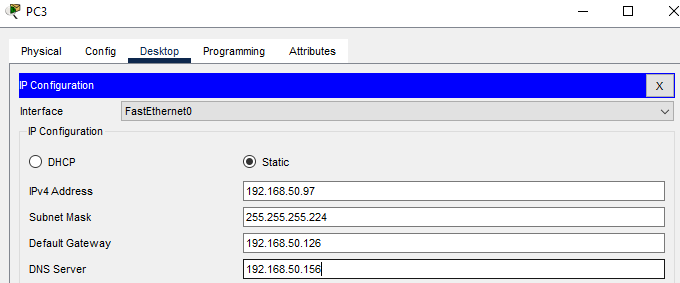 PC3
Physical Config Desktop Programming Attributes
IP Configuration X
Interface FastEthernet0
IP Configuration
DHCP Static
IPv4 Address 192.168.50.97
Subnet Mask 255.255.255.224
Default Gateway 192.168.50.126
DNS Server 192.168.50.156